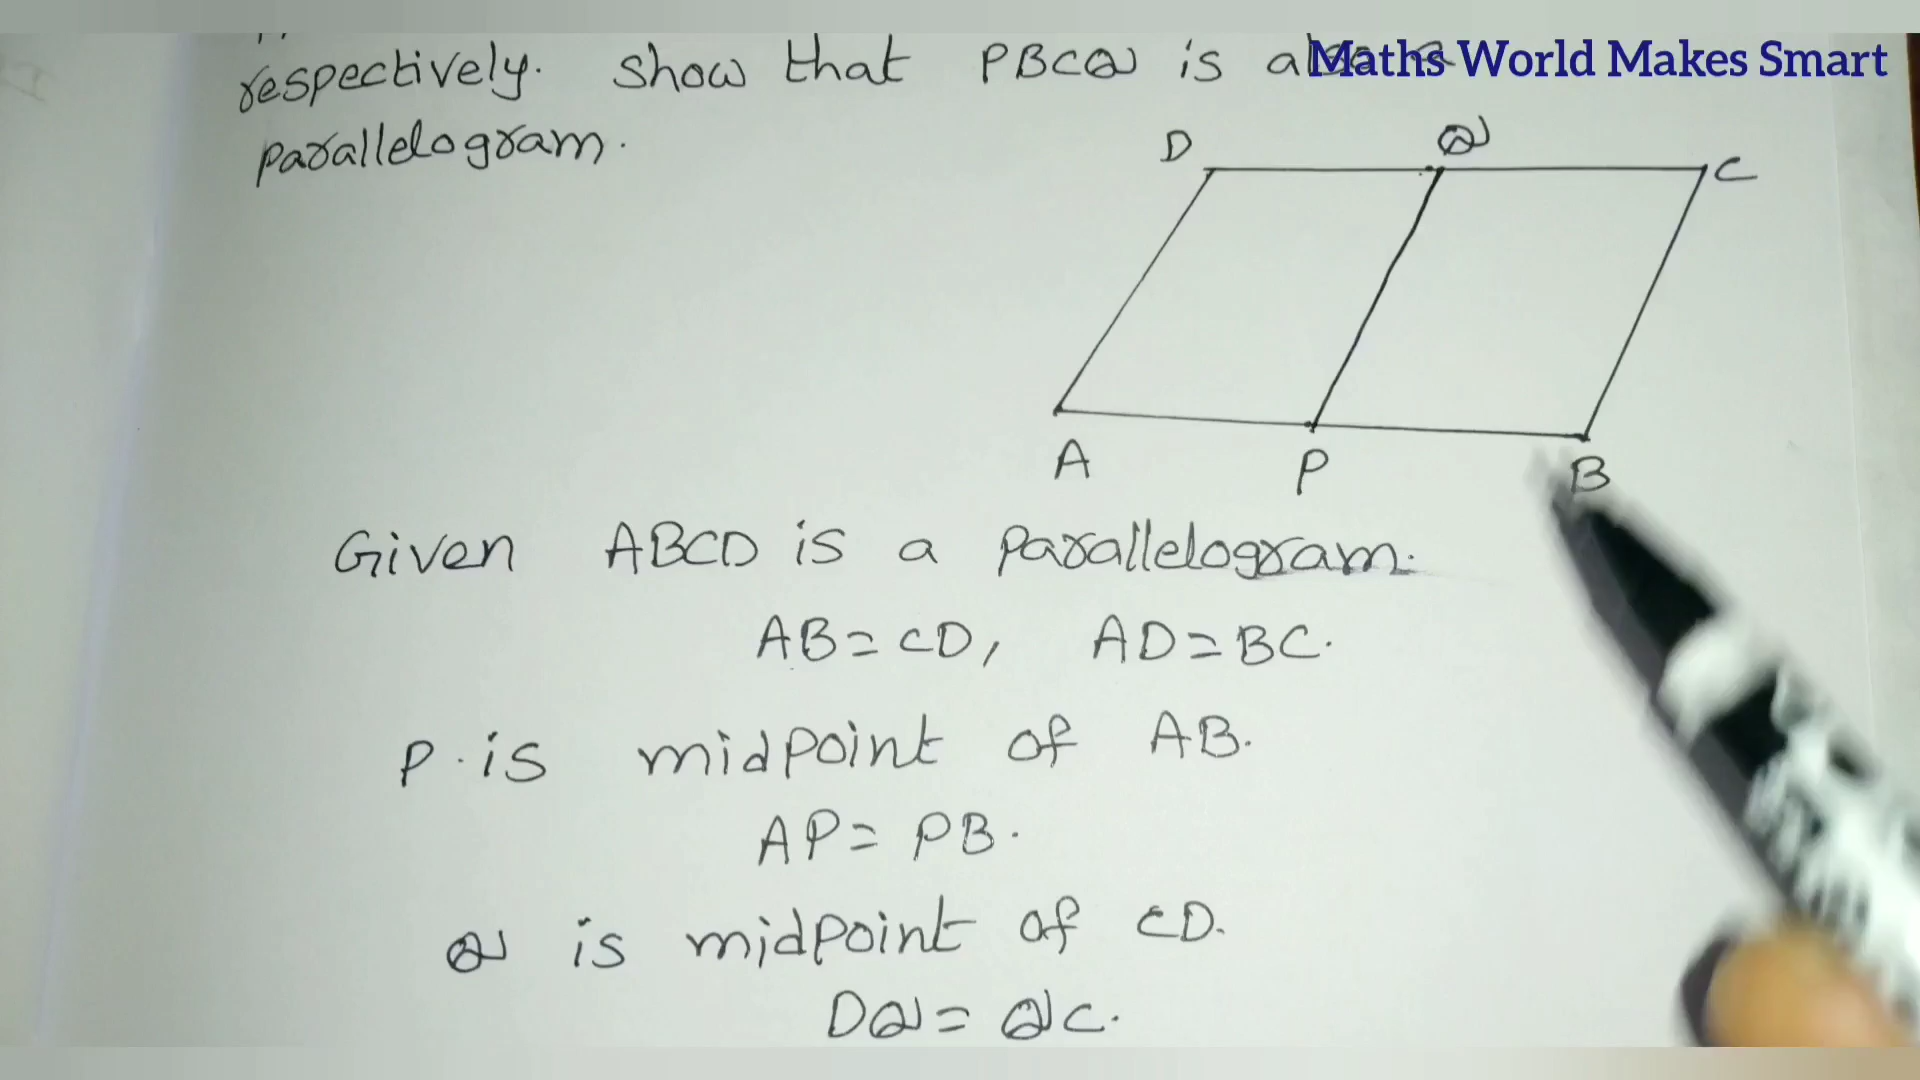 respectively. show that PBCQ is also a
Maths World Makes Smart
parallelogram.
D Q C
A P B
Given ABCD is a parallelogram.
AB = CD, AD = BC.
P is midpoint of AB.
AP = PB.
Q is midpoint of CD.
DQ = QC.